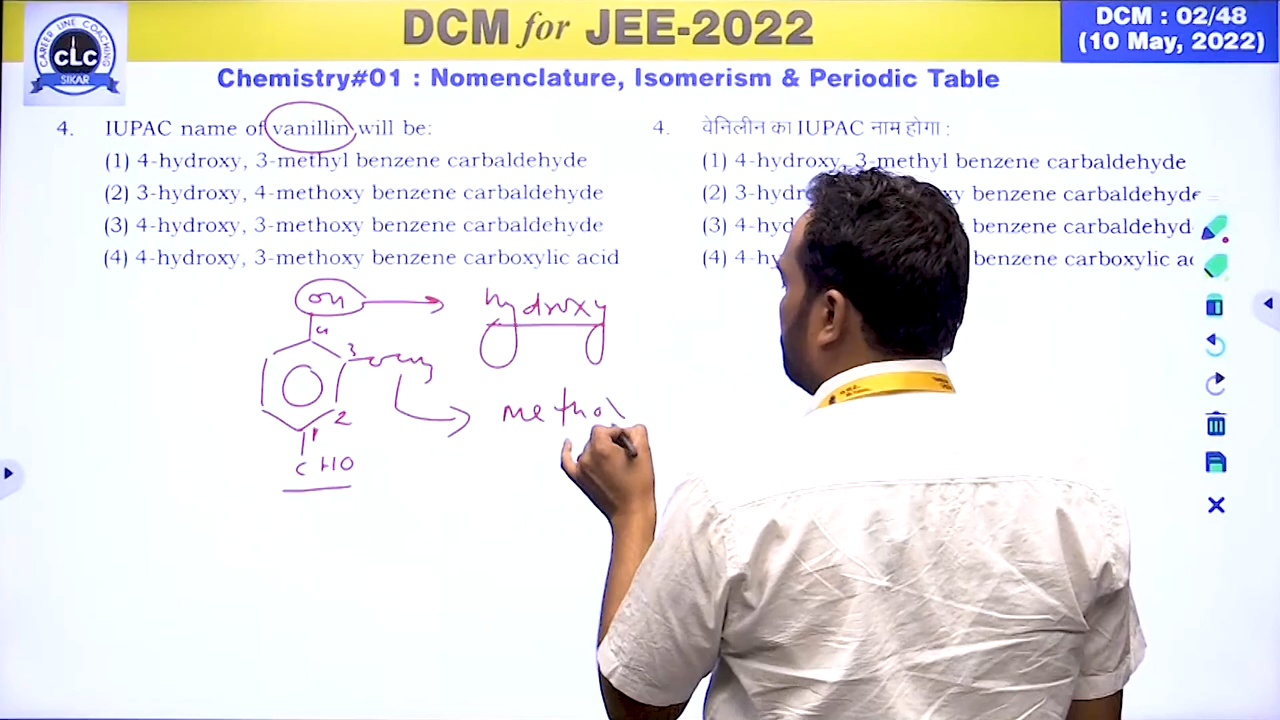 DCM for JEE-2022
DCM : 02/48
(10 May, 2022)
CAREER LINE COACHING
CLC
SIKAR
Chemistry#01 : Nomenclature, Isomerism & Periodic Table
4. IUPAC name of vanillin will be:
(1) 4-hydroxy, 3-methyl benzene carbaldehyde
(2) 3-hydroxy, 4-methoxy benzene carbaldehyde
(3) 4-hydroxy, 3-methoxy benzene carbaldehyde
(4) 4-hydroxy, 3-methoxy benzene carboxylic acid
4. वेनिलीन का IUPAC नाम होगा :
(1) 4-hydroxy, 3-methyl benzene carbaldehyde
(2) 3-hydr benzene carbaldehyde
(3) 4-hyd benzene carbaldehyd
(4) 4-hy benzene carboxylic
OH
hydroxy
4
3
OCH3
metho
2
1
CHO